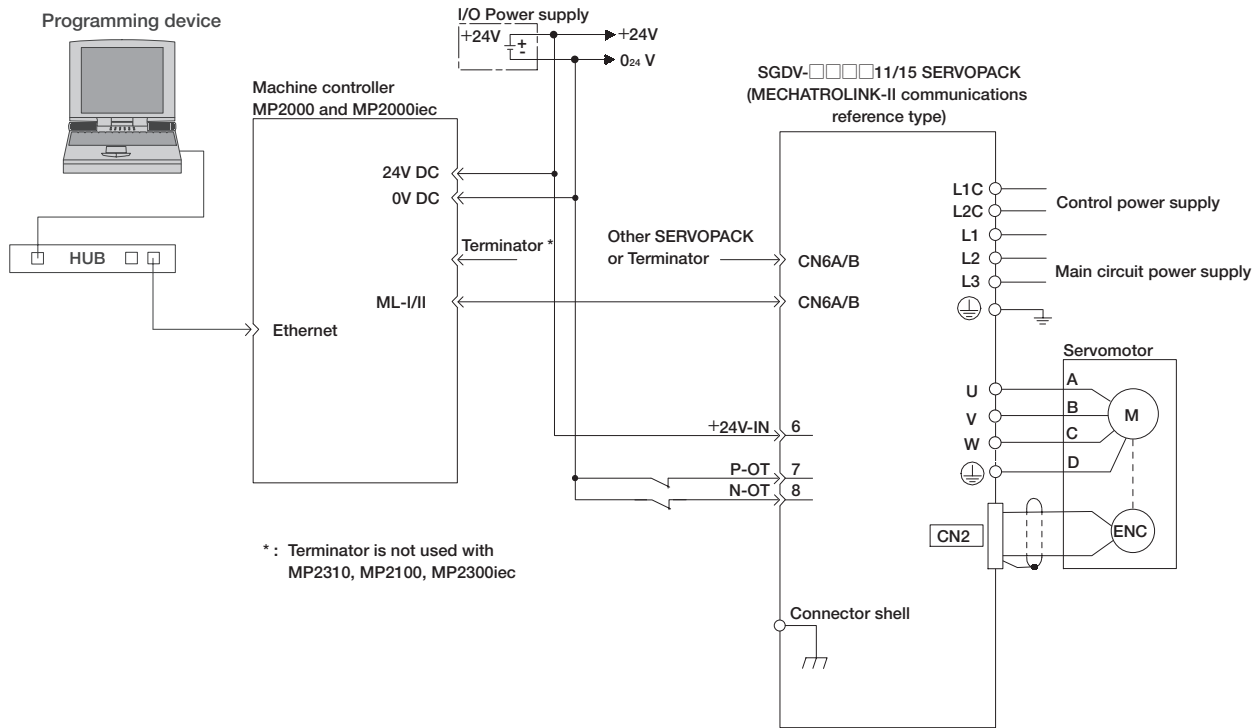 Programming device
I/O Power supply
+24V
+
-
+24V
0₂₄ V
HUB
Machine controller
MP2000 and MP2000iec
24V DC
0V DC
Terminator *
ML-I/II
Ethernet
* : Terminator is not used with
MP2310, MP2100, MP2300iec
SGDV-□□□□11/15 SERVOPACK
(MECHATROLINK-II communications
reference type)
Other SERVOPACK
or Terminator
CN6A/B
CN6A/B
+24V-IN
6
P-OT
7
N-OT
8
Connector shell
L1C
L2C
Control power supply
L1
L2
L3
Main circuit power supply
Servomotor
U
A
V
B
W
C
D
M
CN2
ENC